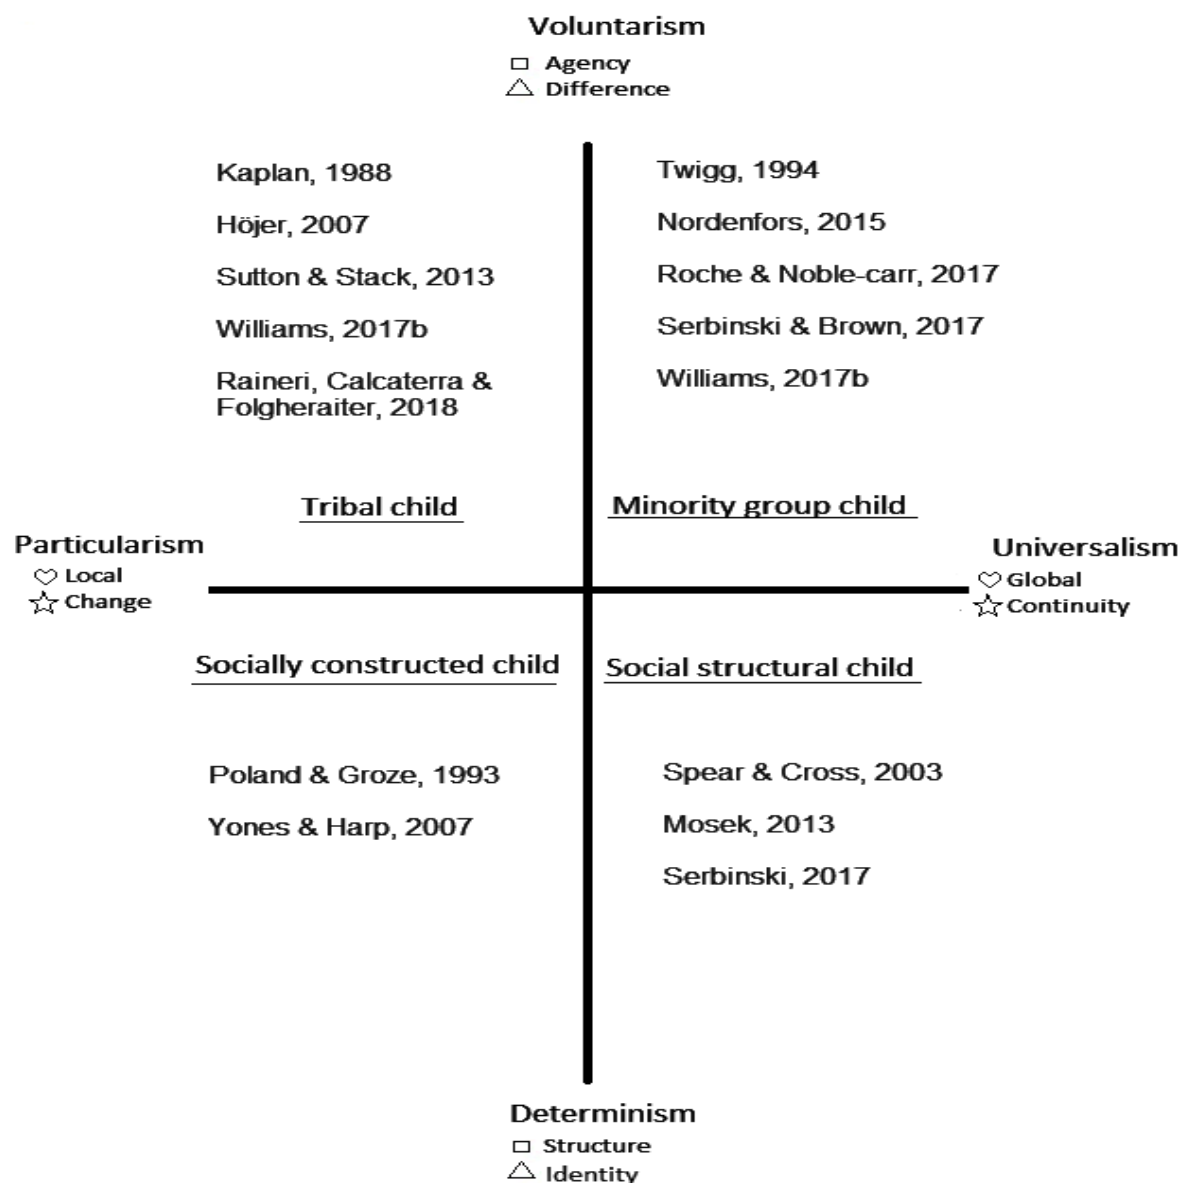 Voluntarism
Agency
Difference
Kaplan, 1988
Höjer, 2007
Sutton & Stack, 2013
Williams, 2017b
Raineri, Calcaterra &
Folgheraiter, 2018
Twigg, 1994
Nordenfors, 2015
Roche & Noble-carr, 2017
Serbinski & Brown, 2017
Williams, 2017b
Tribal child
Minority group child
Particularism
Local
Change
Universalism
Global
Continuity
Socially constructed child
Social structural child
Poland & Groze, 1993
Yones & Harp, 2007
Spear & Cross, 2003
Mosek, 2013
Serbinski, 2017
Determinism
Structure
Identity